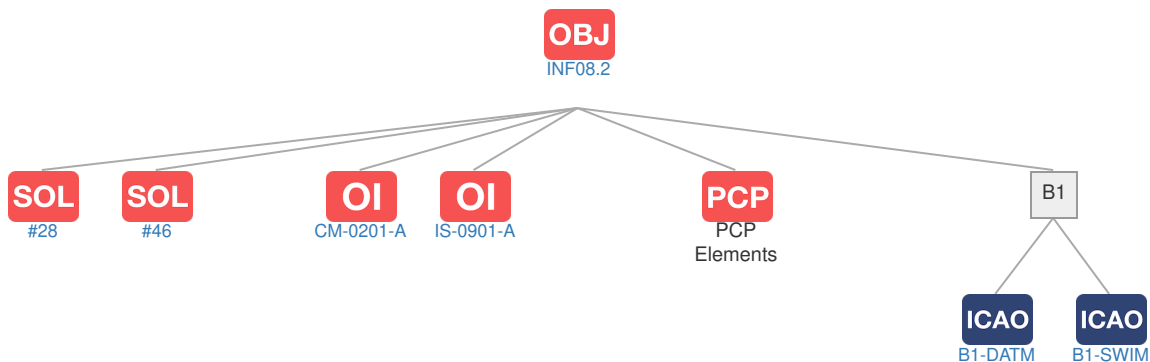 OBJ
INF08.2
SOL
#28
SOL
#46
OI
CM-0201-A
OI
IS-0901-A
PCP
PCP
Elements
B1
ICAO
B1-DATM
ICAO
B1-SWIM